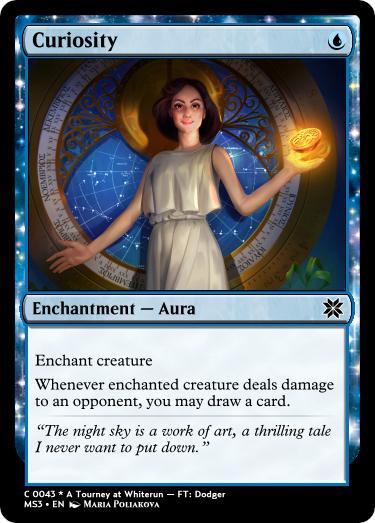 Curiosity
Enchantment — Aura
Enchant creature
Whenever enchanted creature deals damage
to an opponent, you may draw a card.
"The night sky is a work of art, a thrilling tale
I never want to put down."
C 0043 * A Tourney at Whiterun — FT: Dodger
MS3 • EN Maria Poliakova